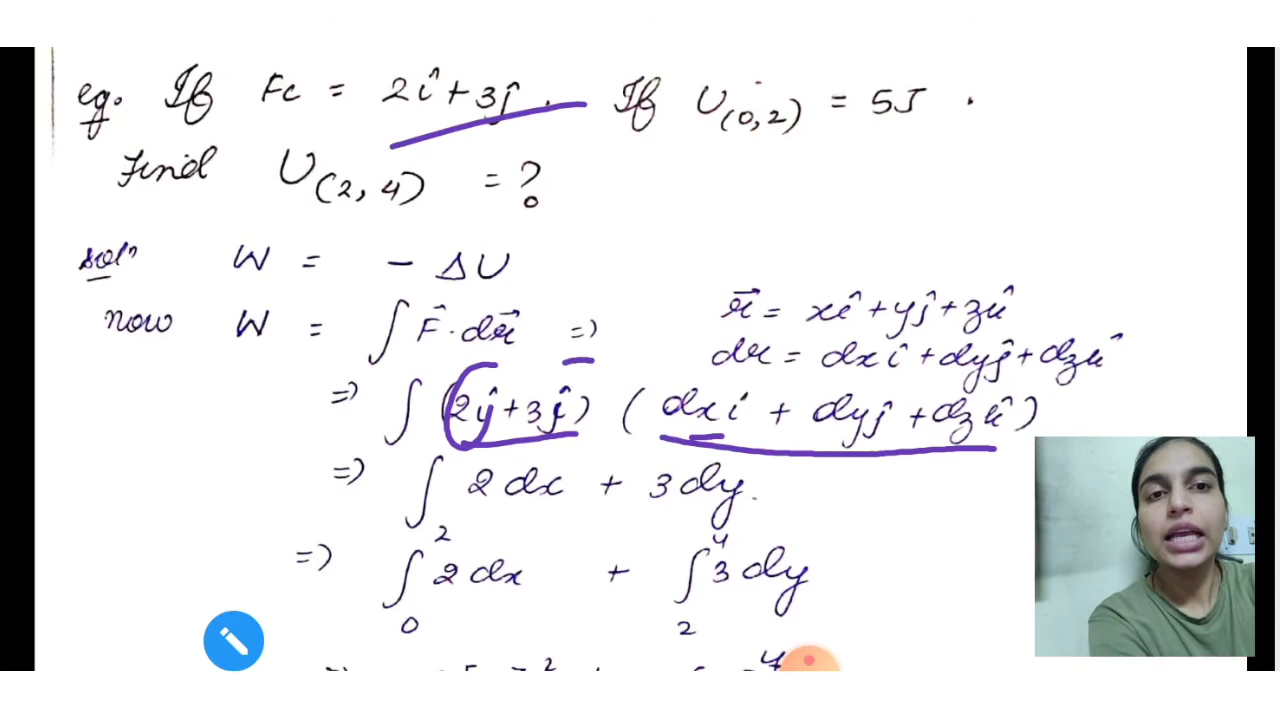 eg. If Fc = 2î + 3ĵ. If U(0,2) = 5J.
Find U(2,4) = ?
solⁿ W = - ΔU
now W = ∫ F⃗ · dr⃗ =>
r⃗ = xî + yĵ + zk̂
dr = dxî + dyĵ + dzk̂
=> ∫ (2ĵ + 3ĵ) (dxî + dyĵ + dzk̂)
=> ∫ 2dx + 3dy.
=> ∫₀² 2dx + ∫₂⁴ 3dy